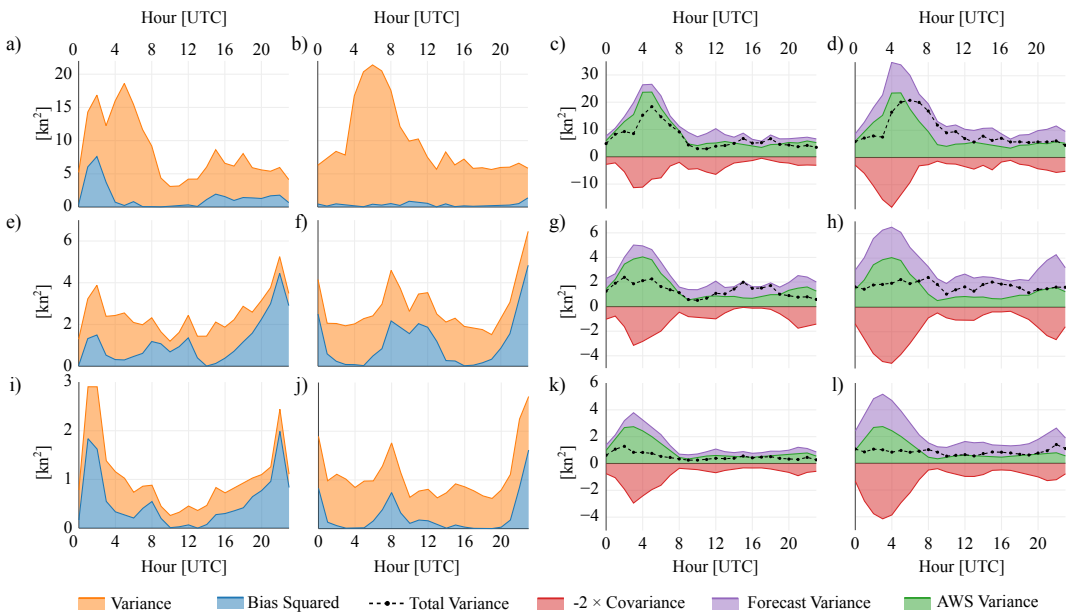 Hour [UTC] Hour [UTC] Hour [UTC] Hour [UTC]
a) b) c) d)
0 4 8 12 16 20 0 4 8 12 16 20 0 4 8 12 16 20 0 4 8 12 16 20
20 15 10 5 0 [kn²]
30 20 10 0 −10 [kn²]
e) f) g) h)
6 4 2 0 [kn²]
6 4 2 0 −2 −4 [kn²]
i) j) k) l)
3 2 1 0 [kn²]
6 4 2 0 −2 −4 [kn²]
0 4 8 12 16 20 0 4 8 12 16 20 0 4 8 12 16 20 0 4 8 12 16 20
Hour [UTC] Hour [UTC] Hour [UTC] Hour [UTC]
Variance Bias Squared Total Variance -2 × Covariance Forecast Variance AWS Variance